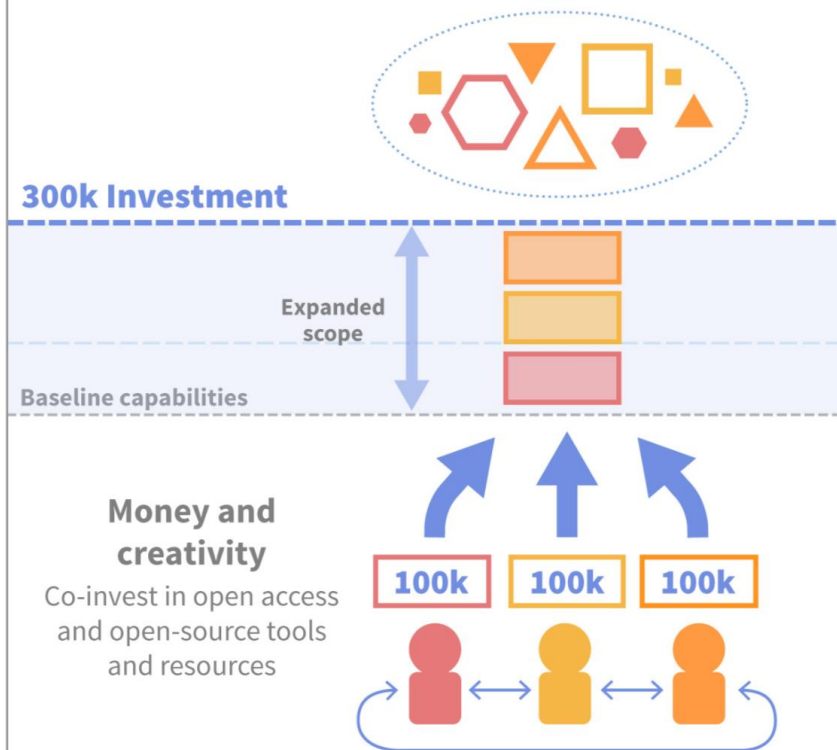 300k Investment
Expanded
scope
Baseline capabilities
Money and
creativity
Co-invest in open access
and open-source tools
and resources
100k
100k
100k